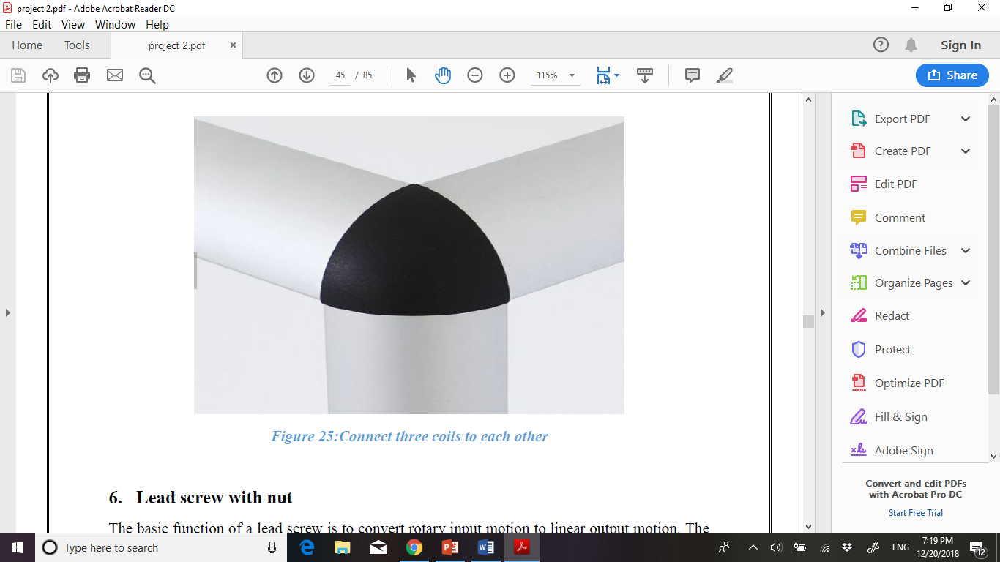 project 2.pdf - Adobe Acrobat Reader DC
File Edit View Window Help
Home Tools project 2.pdf × ? Sign In
45 / 85 115% Share
Figure 25:Connect three coils to each other
6. Lead screw with nut
The basic function of a lead screw is to convert rotary input motion to linear output motion. The
Export PDF
Create PDF
Edit PDF
Comment
Combine Files
Organize Pages
Redact
Protect
Optimize PDF
Fill & Sign
Adobe Sign
Convert and edit PDFs
with Acrobat Pro DC
Start Free Trial
Type here to search
ENG
7:19 PM
12/20/2018
12